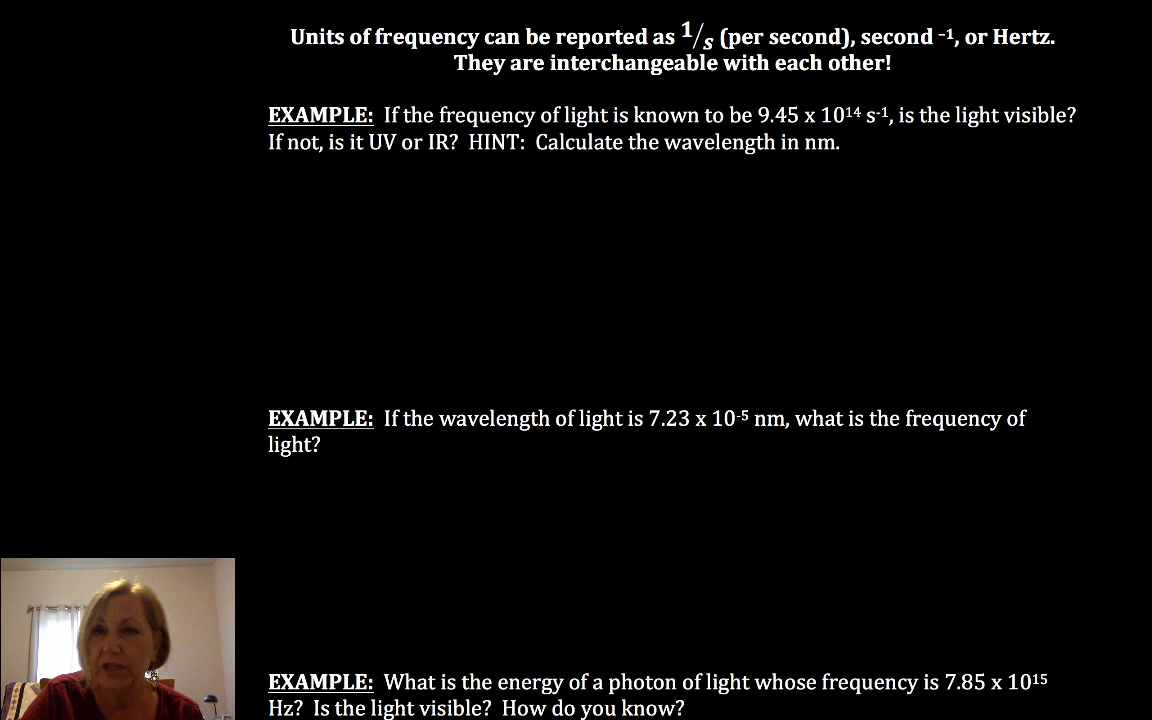 Units of frequency can be reported as 1/s (per second), second ⁻¹, or Hertz.
They are interchangeable with each other!
EXAMPLE: If the frequency of light is known to be 9.45 x 10¹⁴ s⁻¹, is the light visible?
If not, is it UV or IR? HINT: Calculate the wavelength in nm.
EXAMPLE: If the wavelength of light is 7.23 x 10⁻⁵ nm, what is the frequency of
light?
EXAMPLE: What is the energy of a photon of light whose frequency is 7.85 x 10¹⁵
Hz? Is the light visible? How do you know?